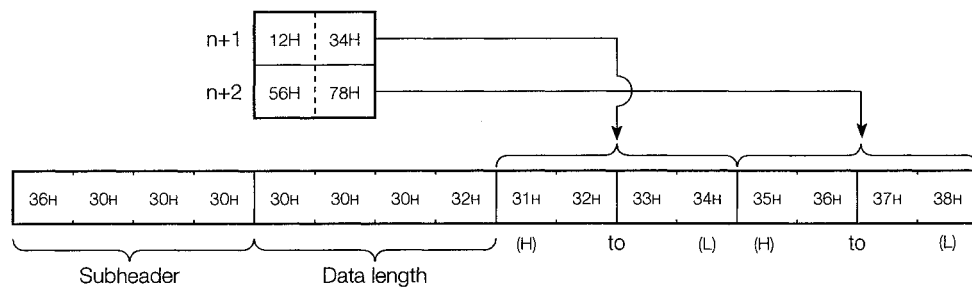 n+1 12H 34H
n+2 56H 78H
36H 30H 30H 30H 30H 30H 30H 32H 31H 32H 33H 34H 35H 36H 37H 38H
(H) to (L) (H) to (L)
Subheader Data length